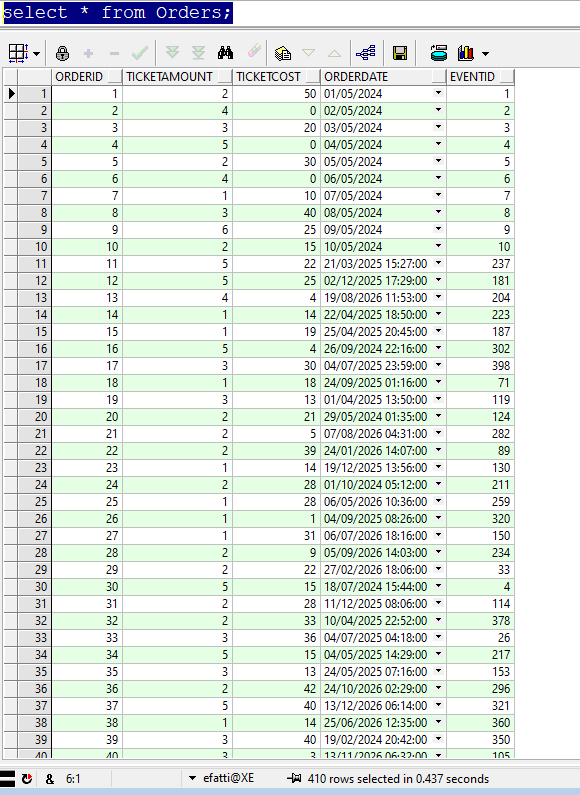 select * from Orders;
ORDERID TICKETAMOUNT TICKETCOST ORDERDATE EVENTID
1 1 2 50 01/05/2024 1
2 2 4 0 02/05/2024 2
3 3 3 20 03/05/2024 3
4 4 5 0 04/05/2024 4
5 5 2 30 05/05/2024 5
6 6 4 0 06/05/2024 6
7 7 1 10 07/05/2024 7
8 8 3 40 08/05/2024 8
9 9 6 25 09/05/2024 9
10 10 2 15 10/05/2024 10
11 11 5 22 21/03/2025 15:27:00 237
12 12 5 25 02/12/2025 17:29:00 181
13 13 4 4 19/08/2026 11:53:00 204
14 14 1 14 22/04/2025 18:50:00 223
15 15 1 19 25/04/2025 20:45:00 187
16 16 5 4 26/09/2024 22:16:00 302
17 17 3 30 04/07/2025 23:59:00 398
18 18 1 18 24/09/2025 01:16:00 71
19 19 3 13 01/04/2025 13:50:00 119
20 20 2 21 29/05/2024 01:35:00 124
21 21 2 5 07/08/2026 04:31:00 282
22 22 2 39 24/01/2026 14:07:00 89
23 23 1 14 19/12/2025 13:56:00 130
24 24 2 28 01/10/2024 05:12:00 211
25 25 1 28 06/05/2026 10:36:00 259
26 26 1 1 04/09/2025 08:26:00 320
27 27 1 31 06/07/2026 18:16:00 150
28 28 2 9 05/09/2026 14:03:00 234
29 29 2 22 27/02/2026 18:06:00 33
30 30 5 15 18/07/2024 15:44:00 4
31 31 2 28 11/12/2025 08:06:00 114
32 32 2 33 10/04/2025 22:52:00 378
33 33 3 36 04/07/2025 04:18:00 26
34 34 5 15 04/05/2025 14:29:00 217
35 35 3 13 24/05/2025 07:16:00 153
36 36 2 42 24/10/2026 02:29:00 296
37 37 5 40 13/12/2026 06:14:00 321
38 38 1 14 25/06/2026 12:35:00 360
39 39 3 40 19/02/2024 20:42:00 350
40 40 3 3 13/11/2026 06:32:00 105
& 6:1 efatti@XE 410 rows selected in 0.437 seconds